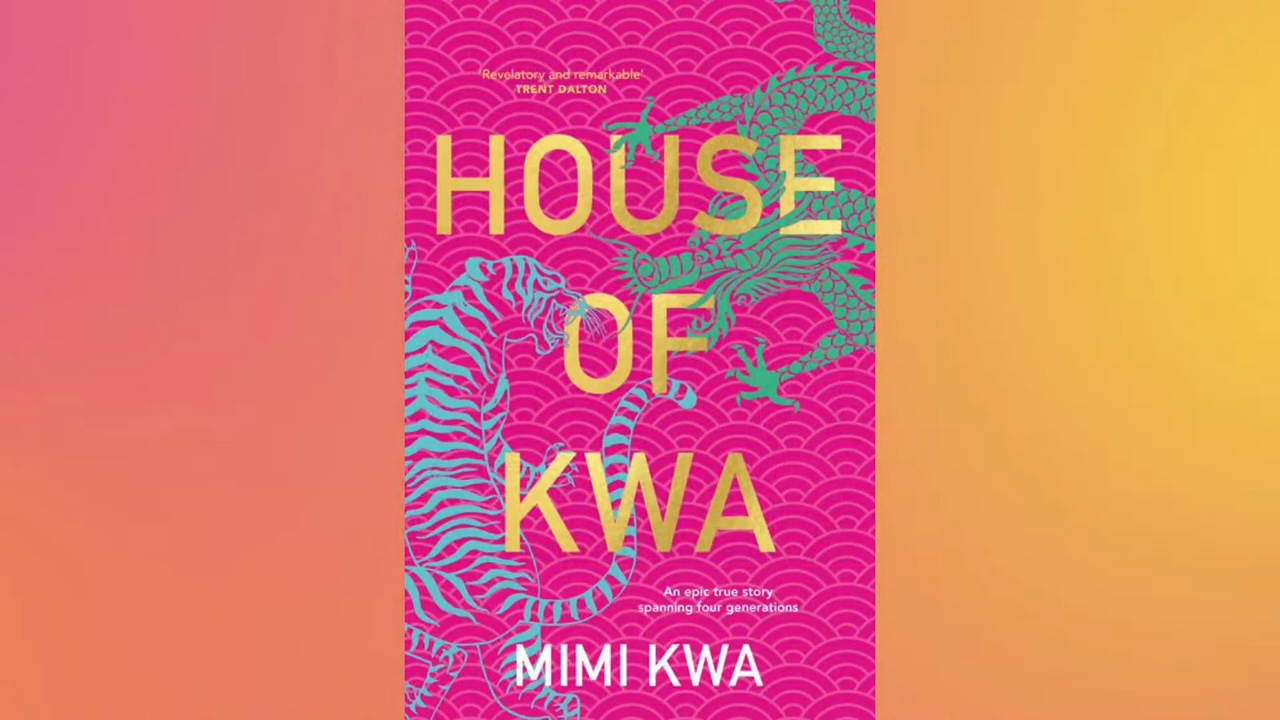 'Revelatory and remarkable'
TRENT DALTON
HOUSE
OF
KWA
An epic true story
spanning four generations
MIMI KWA